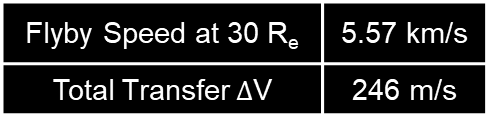 Flyby Speed at 30 Rₑ 5.57 km/s
Total Transfer ΔV 246 m/s